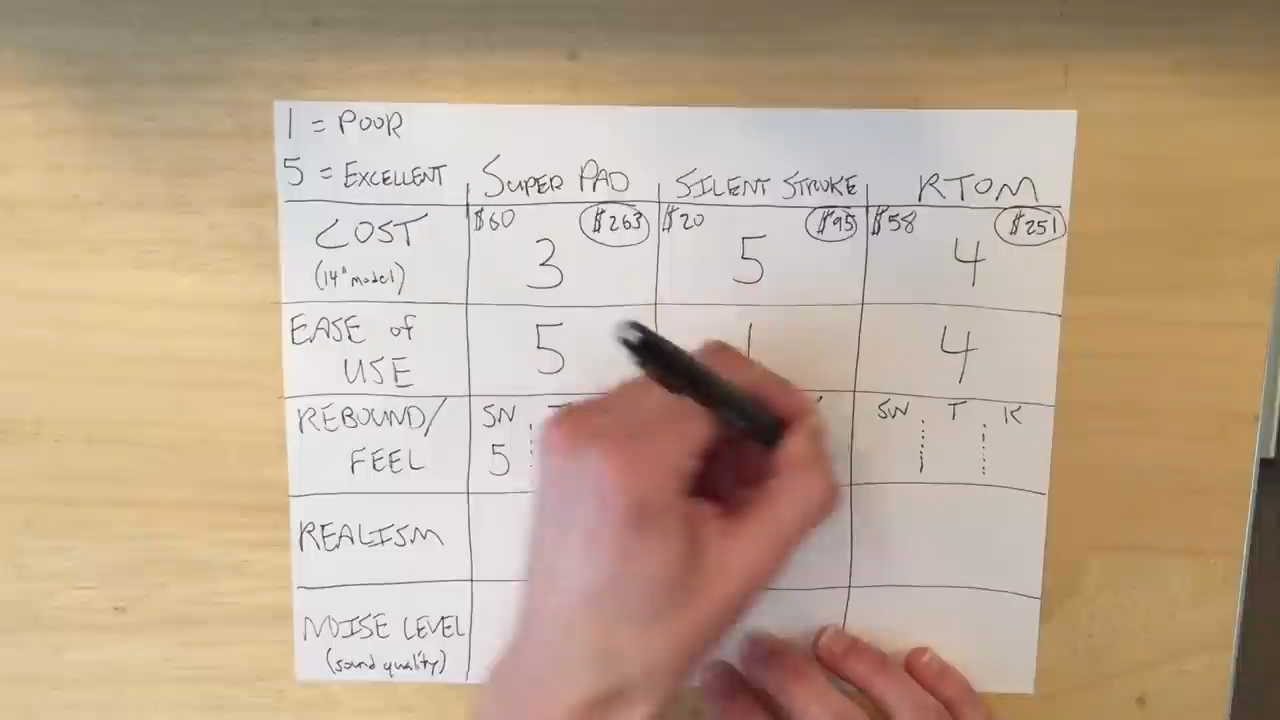 1 = POOR
5 = EXCELLENT
SUPER PAD SILENT STROKE RTOM
COST
(14" model)
$60 $263 $20 $95 $58 $251
3 5 4
EASE of
USE
5 1 4
REBOUND/
FEEL
SN T SN T K
5
REALISM
NOISE LEVEL
(sound quality)